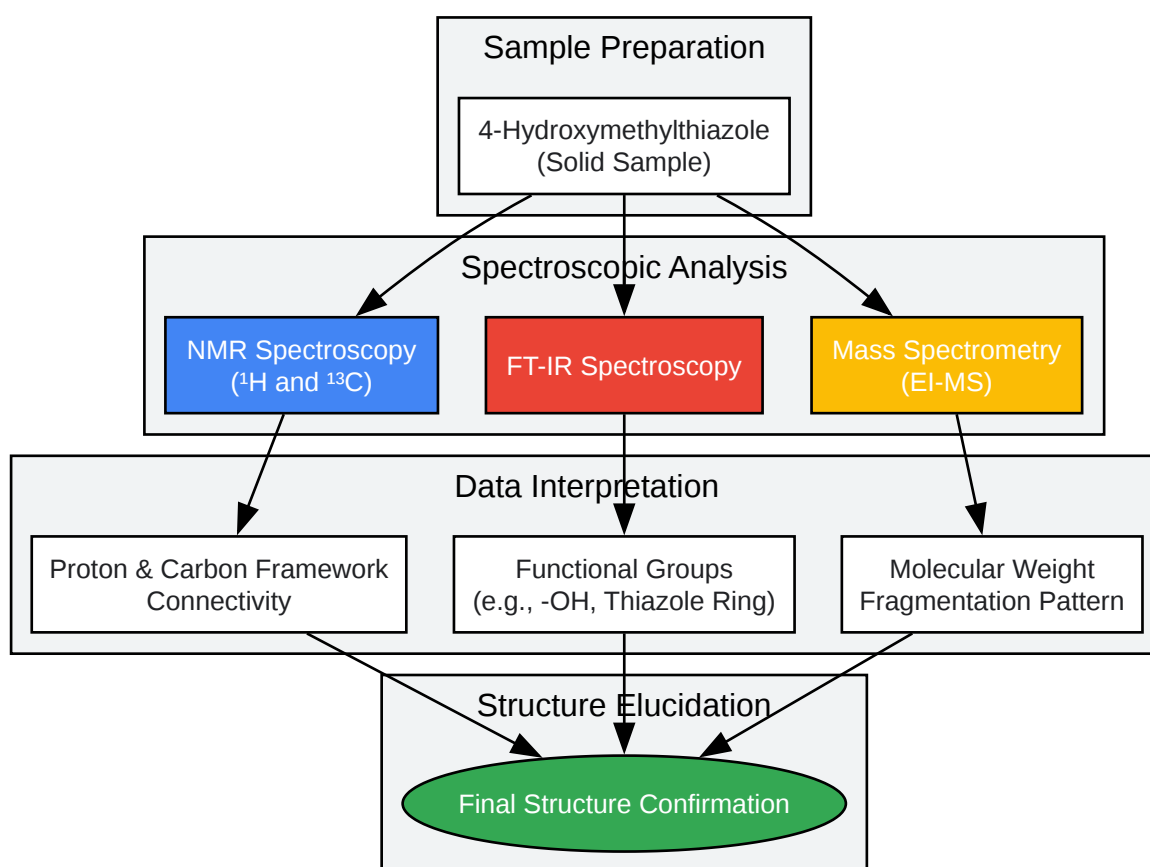 Sample Preparation
4-Hydroxymethylthiazole
(Solid Sample)
Spectroscopic Analysis
NMR Spectroscopy
(¹H and ¹³C)
FT-IR Spectroscopy
Mass Spectrometry
(EI-MS)
Data Interpretation
Proton & Carbon Framework
Connectivity
Functional Groups
(e.g., -OH, Thiazole Ring)
Molecular Weight
Fragmentation Pattern
Structure Elucidation
Final Structure Confirmation